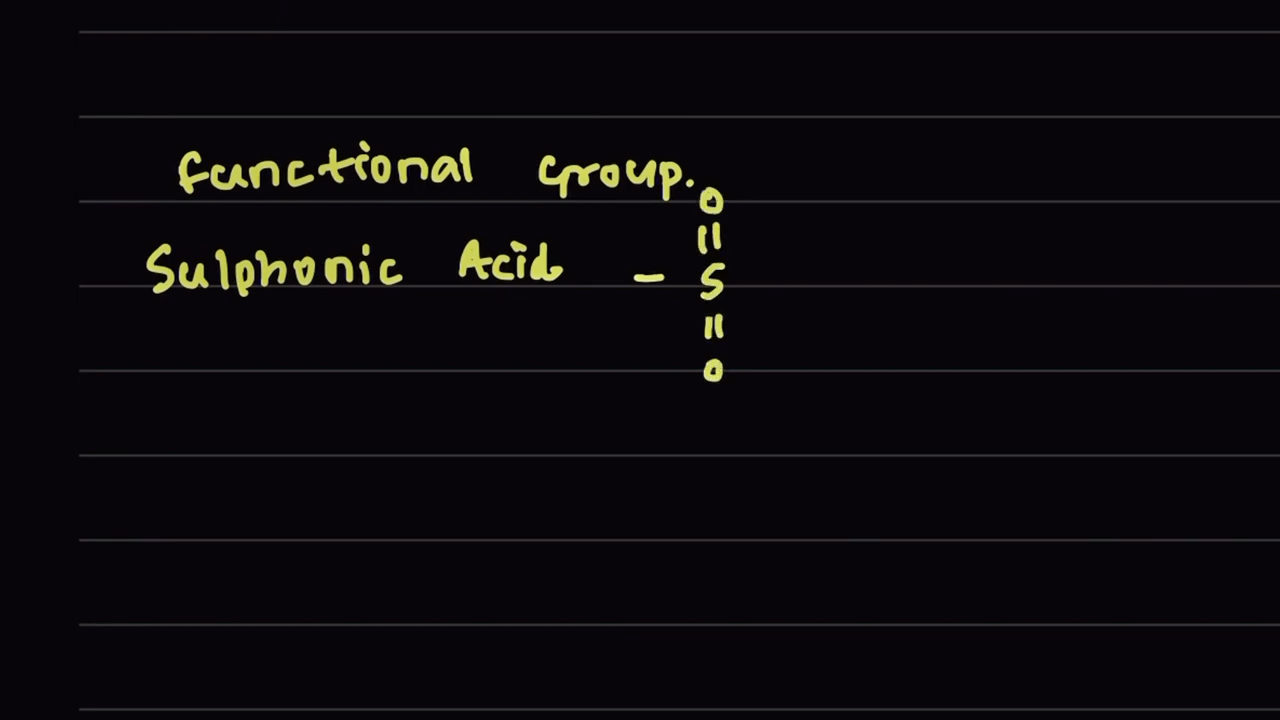 Functional Group.
O
||
Sulphonic Acid - S
||
O